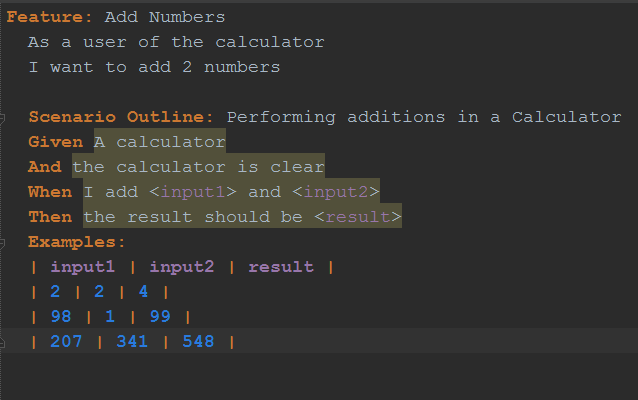 Feature: Add Numbers
As a user of the calculator
I want to add 2 numbers
Scenario Outline: Performing additions in a Calculator
Given A calculator
And the calculator is clear
When I add <input1> and <input2>
Then the result should be <result>
Examples:
| input1 | input2 | result |
| 2 | 2 | 4 |
| 98 | 1 | 99 |
| 207 | 341 | 548 |